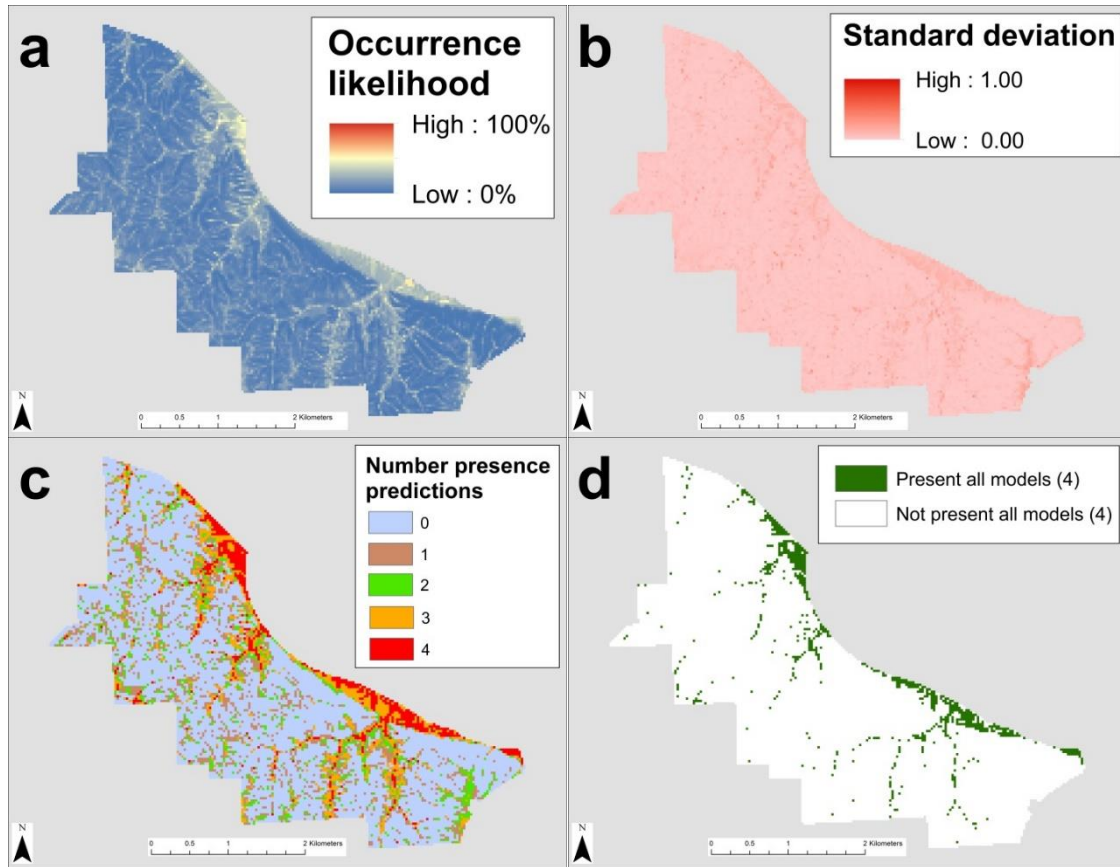 a
Occurrence
likelihood
High : 100%
Low : 0%
N
0 0.5 1 2 Kilometers
b
Standard deviation
High : 1.00
Low : 0.00
N
0 0.5 1 2 Kilometers
c
Number presence
predictions
0
1
2
3
4
N
0 0.5 1 2 Kilometers
d
Present all models (4)
Not present all models (4)
N
0 0.5 1 2 Kilometers